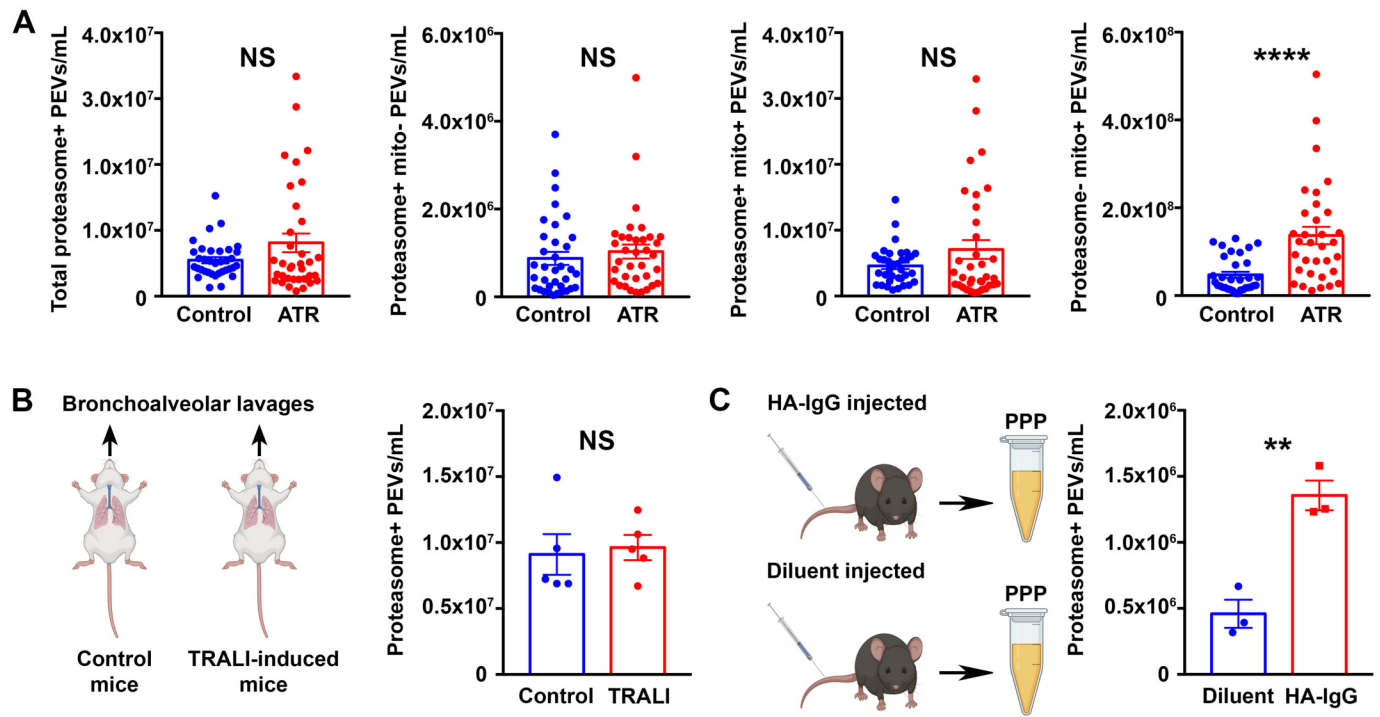 A
Total proteasome+ PEVs/mL
4.0x10⁷
3.0x10⁷
1.0x10⁷
1.0x10⁷
0
NS
Control
ATR
Proteasome+ mito- PEVs/mL
6.0x10⁶
4.0x10⁶
2.0x10⁶
0
NS
Control
ATR
Proteasome+ mito+ PEVs/mL
4.0x10⁷
3.0x10⁷
1.0x10⁷
1.0x10⁷
0
NS
Control
ATR
Proteasome- mito+ PEVs/mL
6.0x10⁸
4.0x10⁸
2.0x10⁸
0
****
Control
ATR
B
Bronchoalveolar lavages
Control
mice
TRALI-induced
mice
Proteasome+ PEVs/mL
2.0x10⁷
1.5x10⁷
1.0x10⁷
0.5x10⁷
0
NS
Control
TRALI
C
HA-IgG injected
PPP
Diluent injected
PPP
Proteasome+ PEVs/mL
2.0x10⁶
1.5x10⁶
1.0x10⁶
0.5x10⁶
0
**
Diluent
HA-IgG